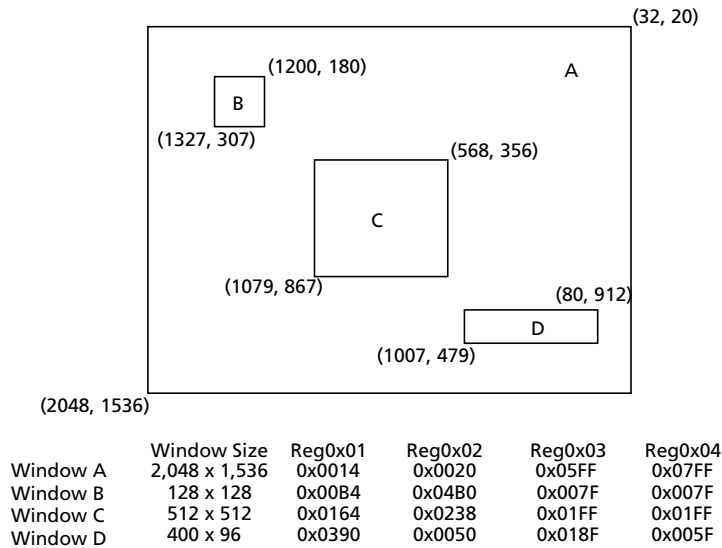 (32, 20)
A
(1200, 180)
B
(1327, 307)
(568, 356)
C
(1079, 867)
(80, 912)
D
(1007, 479)
(2048, 1536)
Window Size Reg0x01 Reg0x02 Reg0x03 Reg0x04
Window A 2,048 x 1,536 0x0014 0x0020 0x05FF 0x07FF
Window B 128 x 128 0x00B4 0x04B0 0x007F 0x007F
Window C 512 x 512 0x0164 0x0238 0x01FF 0x01FF
Window D 400 x 96 0x0390 0x0050 0x018F 0x005F